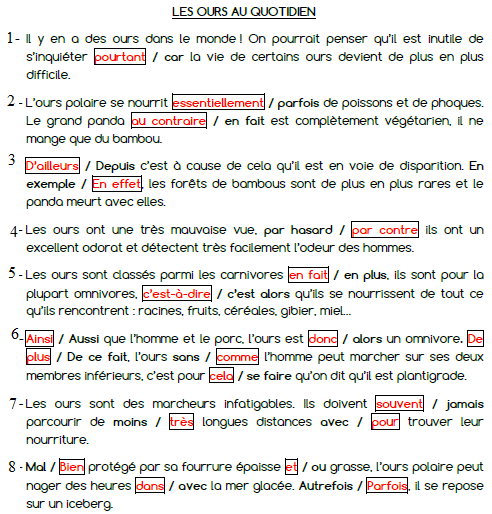 LES OURS AU QUOTIDIEN
1- Il y en a des ours dans le monde ! On pourrait penser qu'il est inutile de
s'inquiéter pourtant / car la vie de certains ours devient de plus en plus
difficile.
2 - L'ours polaire se nourrit essentiellement / parfois de poissons et de phoques.
Le grand panda au contraire / en fait est complètement végétarien, il ne
mange que du bambou.
3 D'ailleurs / Depuis c'est à cause de cela qu'il est en voie de disparition. En
exemple / En effet, les forêts de bambous sont de plus en plus rares et le
panda meurt avec elles.
4 - Les ours ont une très mauvaise vue, par hasard / par contre ils ont un
excellent odorat et détectent très facilement l'odeur des hommes.
5 - Les ours sont classés parmi les carnivores en fait / en plus, ils sont pour la
plupart omnivores, c'est-à-dire / c'est alors qu'ils se nourrissent de tout ce
qu'ils rencontrent : racines, fruits, céréales, gibier, miel...
6- Ainsi / Aussi que l'homme et le porc, l'ours est donc / alors un omnivore. De
plus / De ce fait, l'ours sans / comme l'homme peut marcher sur ses deux
membres inférieurs, c'est pour cela / se faire qu'on dit qu'il est plantigrade.
7 - Les ours sont des marcheurs infatigables. Ils doivent souvent / jamais
parcourir de moins / très longues distances avec / pour trouver leur
nourriture.
8 - Mal / Bien protégé par sa fourrure épaisse et / ou grasse, l'ours polaire peut
nager des heures dans / avec la mer glacée. Autrefois / Parfois, il se repose
sur un iceberg.